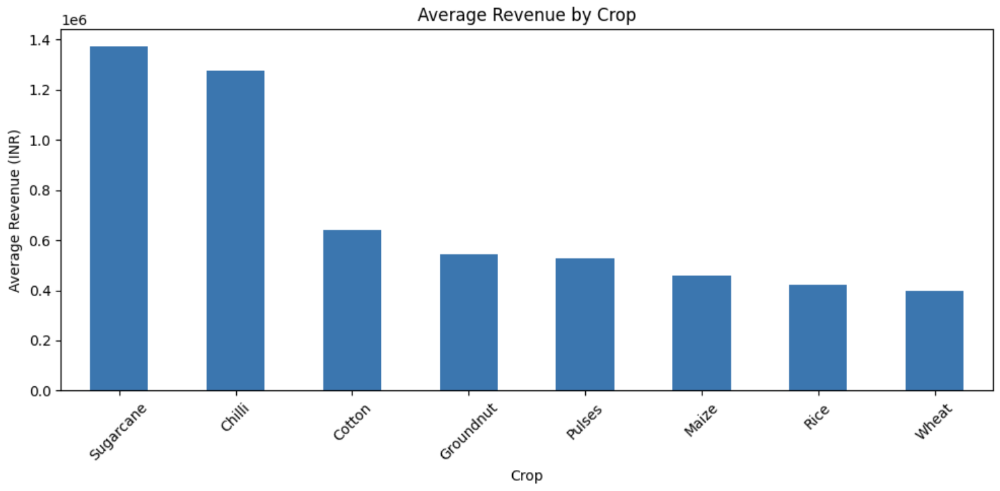 Average Revenue by Crop
1e6
1.4
1.2
1.0
0.8
0.6
0.4
0.2
0.0
Average Revenue (INR)
Sugarcane
Chilli
Cotton
Groundnut
Pulses
Maize
Rice
Wheat
Crop